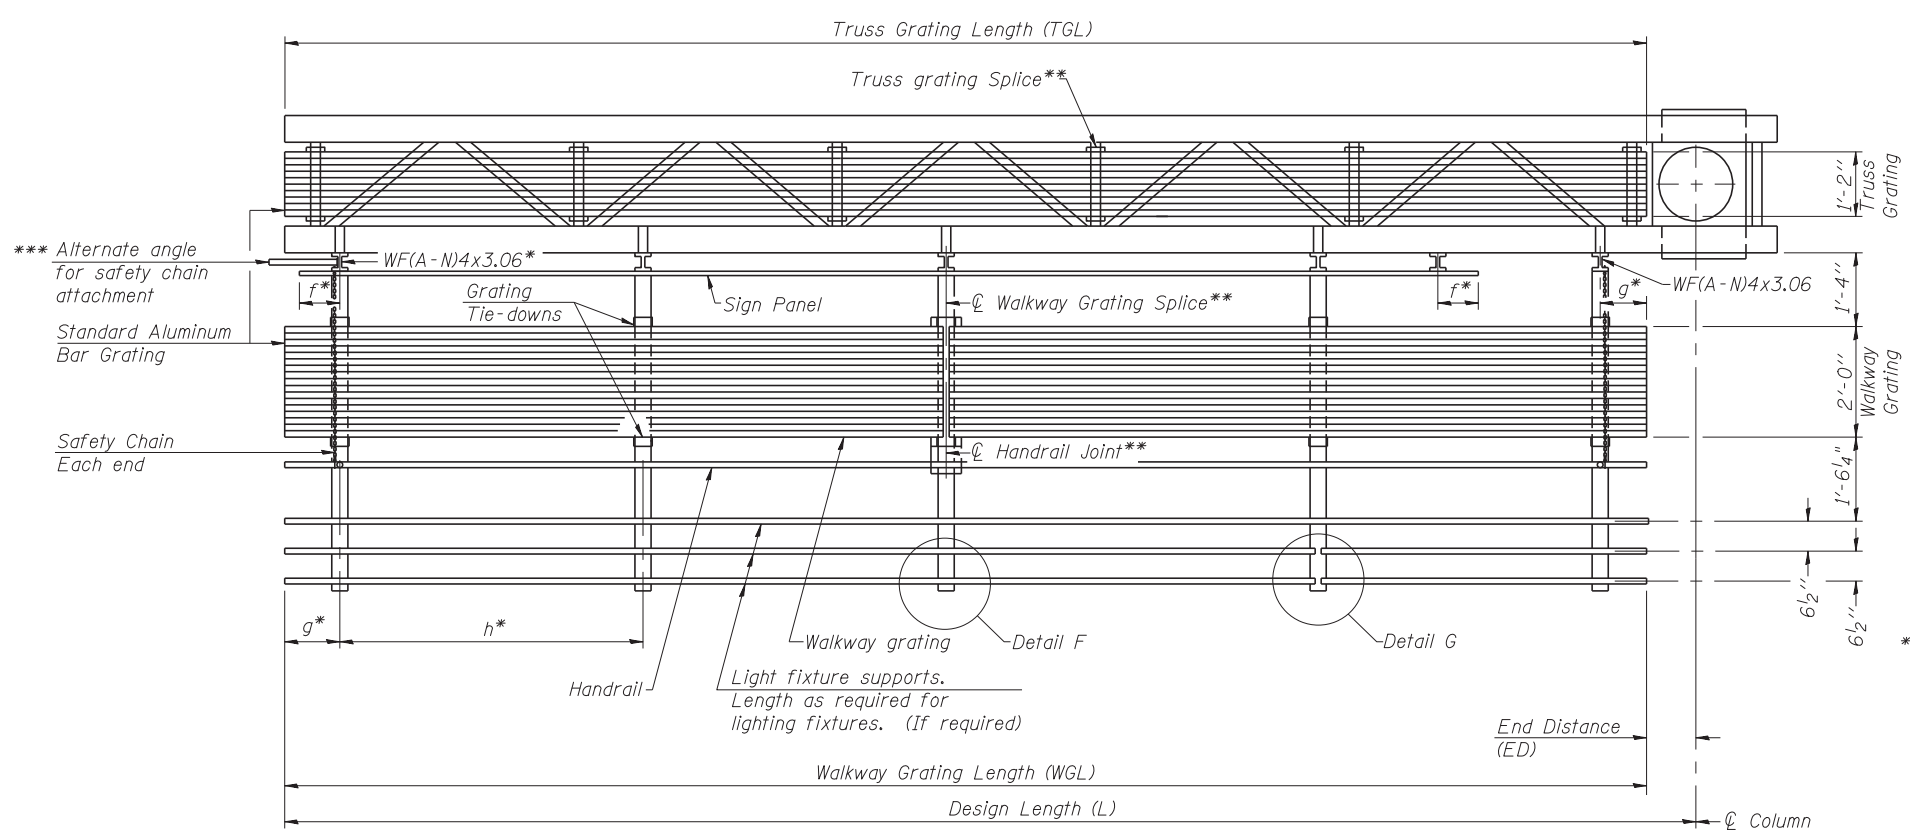 Truss Grating Length (TGL)
Truss grating Splice**
1'-2''
Truss
Grating
*** Alternate angle
for safety chain
attachment
WF(A-N)4x3.06*
WF(A-N)4x3.06
f*
Grating
Tie-downs
Sign Panel
℄ Walkway Grating Splice**
f*
g*
1'-4''
Standard Aluminum
Bar Grating
2'-0''
Walkway
Grating
Safety Chain
Each end
℄ Handrail Joint**
1'-6¼"
6½''
6½''
*
g*
h*
Walkway grating
Detail F
Detail G
Handrail
Light fixture supports.
Length as required for
lighting fixtures. (If required)
End Distance
(ED)
Walkway Grating Length (WGL)
Design Length (L)
℄ Column